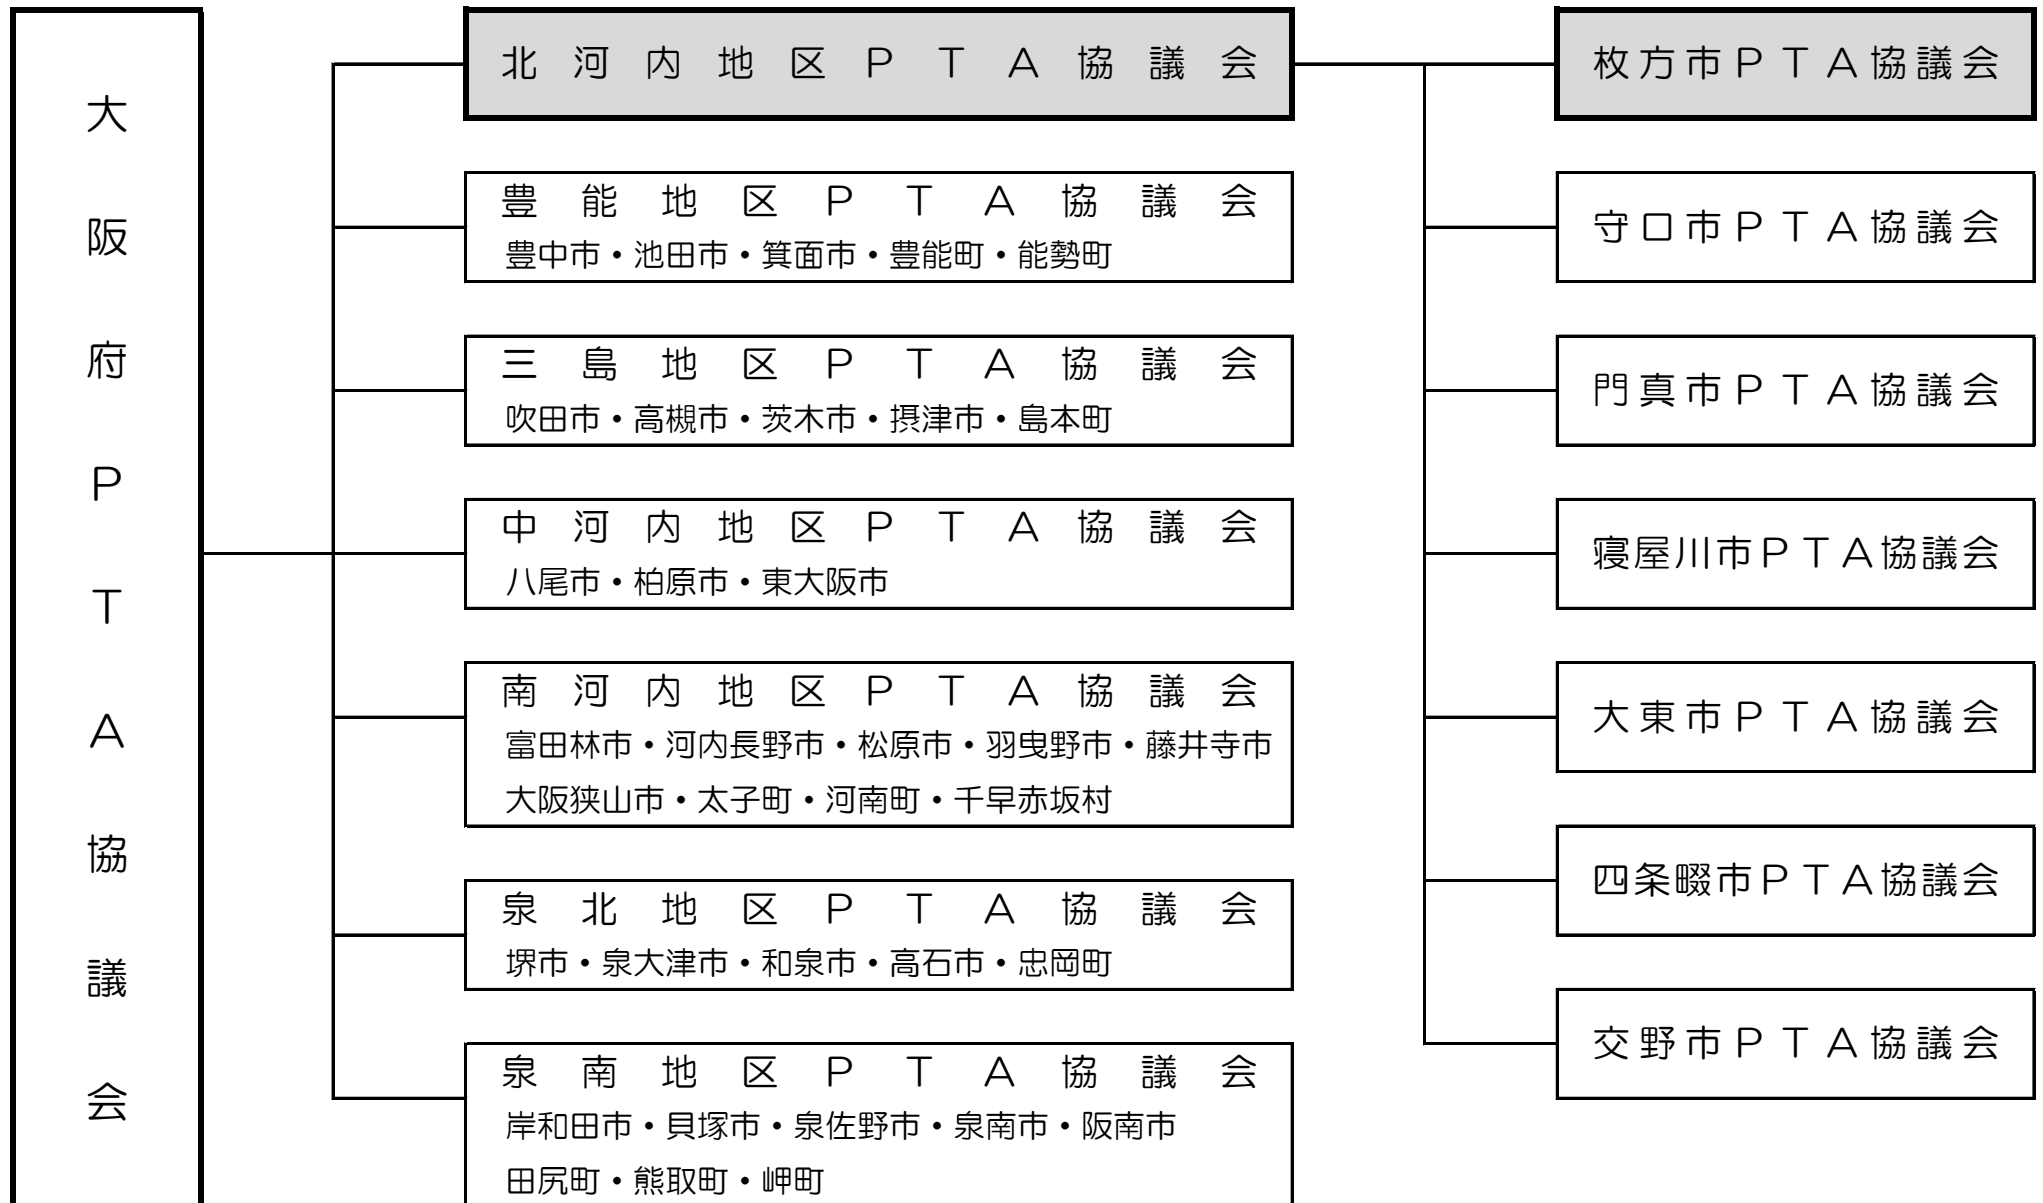 大阪府ＰＴＡ協議会
北河内地区ＰＴＡ協議会
豊能地区ＰＴＡ協議会
豊中市・池田市・箕面市・豊能町・能勢町
三島地区ＰＴＡ協議会
吹田市・高槻市・茨木市・摂津市・島本町
中河内地区ＰＴＡ協議会
八尾市・柏原市・東大阪市
南河内地区ＰＴＡ協議会
富田林市・河内長野市・松原市・羽曳野市・藤井寺市
大阪狭山市・太子町・河南町・千早赤坂村
泉北地区ＰＴＡ協議会
堺市・泉大津市・和泉市・高石市・忠岡町
泉南地区ＰＴＡ協議会
岸和田市・貝塚市・泉佐野市・泉南市・阪南市
田尻町・熊取町・岬町
枚方市ＰＴＡ協議会
守口市ＰＴＡ協議会
門真市ＰＴＡ協議会
寝屋川市ＰＴＡ協議会
大東市ＰＴＡ協議会
四条畷市ＰＴＡ協議会
交野市ＰＴＡ協議会